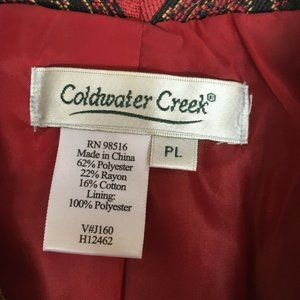 Coldwater Creek®
PL
RN 98516
Made in China
62% Polyester
22% Rayon
16% Cotton
Lining:
100% Polyester
V#J160
H12462